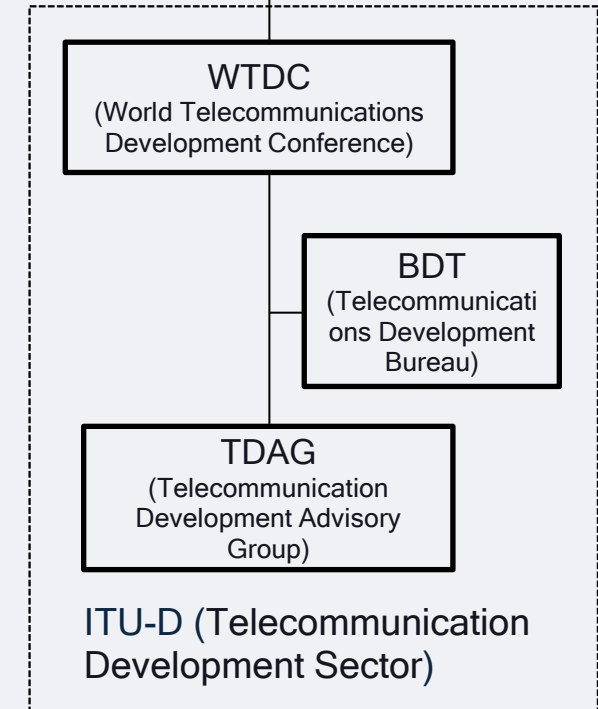 WTDC
(World Telecommunications
Development Conference)
BDT
(Telecommunicati
ons Development
Bureau)
TDAG
(Telecommunication
Development Advisory
Group)
ITU-D (Telecommunication
Development Sector)